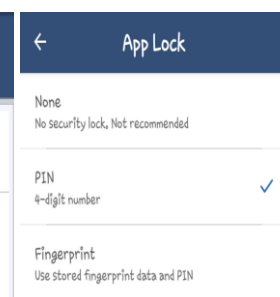 App Lock
None
No security lock, Not recommended
PIN
4-digit number
Fingerprint
Use stored fingerprint data and PIN